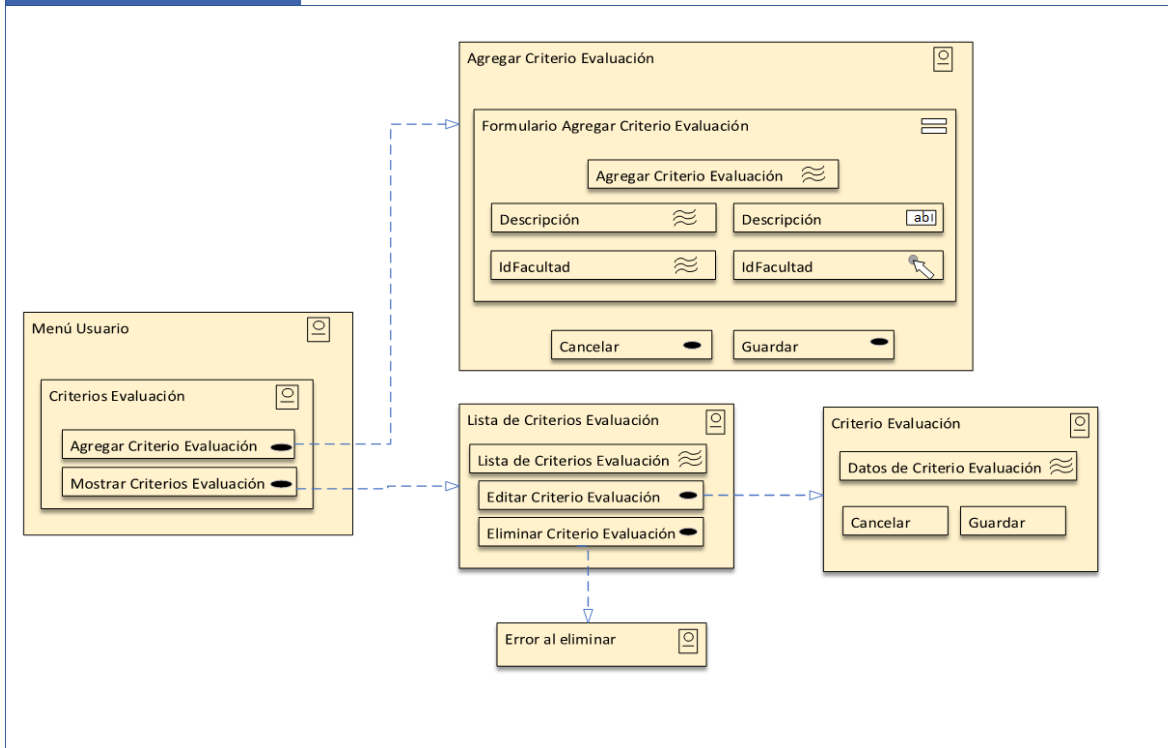 Agregar Criterio Evaluación
Formulario Agregar Criterio Evaluación
Agregar Criterio Evaluación
Descripción
Descripción
abI
IdFacultad
IdFacultad
Cancelar
Guardar
Menú Usuario
Criterios Evaluación
Agregar Criterio Evaluación
Mostrar Criterios Evaluación
Lista de Criterios Evaluación
Lista de Criterios Evaluación
Editar Criterio Evaluación
Eliminar Criterio Evaluación
Criterio Evaluación
Datos de Criterio Evaluación
Cancelar
Guardar
Error al eliminar